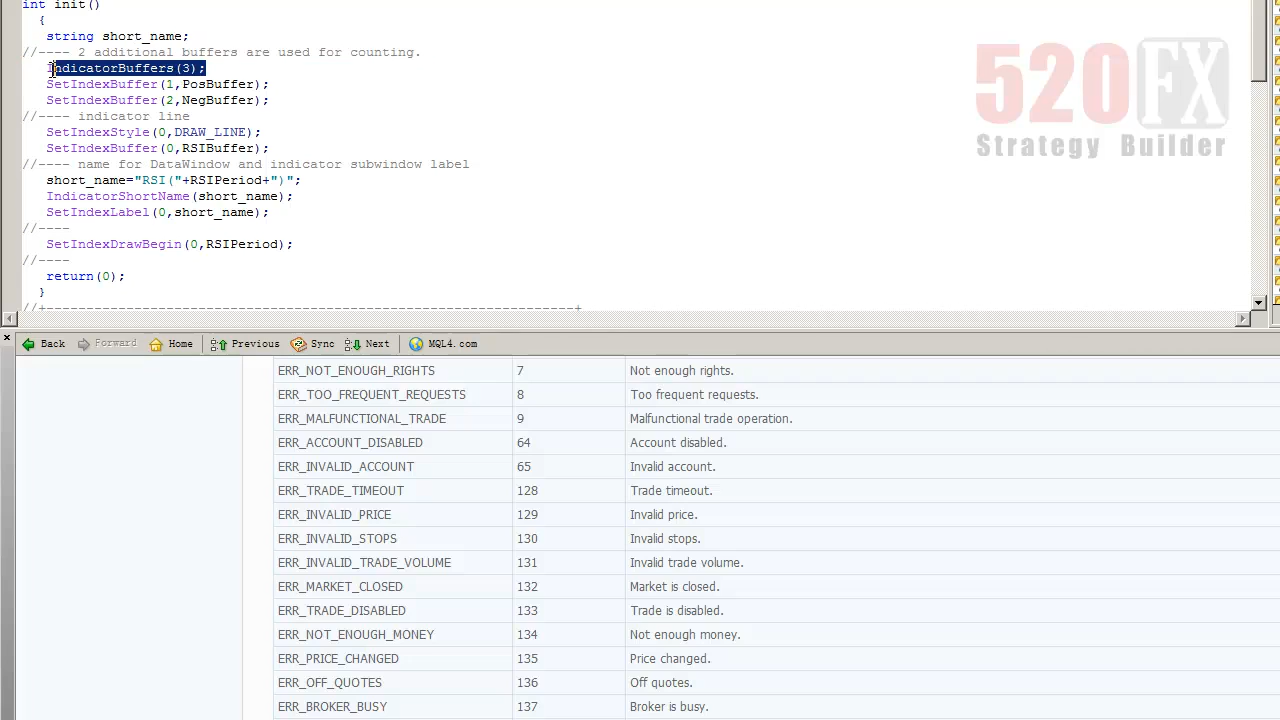 int init()
{
string short_name;
//---- 2 additional buffers are used for counting.
IndicatorBuffers(3);
SetIndexBuffer(1,PosBuffer);
SetIndexBuffer(2,NegBuffer);
//---- indicator line
SetIndexStyle(0,DRAW_LINE);
SetIndexBuffer(0,RSIBuffer);
//---- name for DataWindow and indicator subwindow label
short_name="RSI("+RSIPeriod+")";
IndicatorShortName(short_name);
SetIndexLabel(0,short_name);
//----
SetIndexDrawBegin(0,RSIPeriod);
//----
return(0);
}
//+------------------------------------------------------------------+
520FX
Strategy Builder
Back Forward Home Previous Sync Next MQL4.com
ERR_NOT_ENOUGH_RIGHTS 7 Not enough rights.
ERR_TOO_FREQUENT_REQUESTS 8 Too frequent requests.
ERR_MALFUNCTIONAL_TRADE 9 Malfunctional trade operation.
ERR_ACCOUNT_DISABLED 64 Account disabled.
ERR_INVALID_ACCOUNT 65 Invalid account.
ERR_TRADE_TIMEOUT 128 Trade timeout.
ERR_INVALID_PRICE 129 Invalid price.
ERR_INVALID_STOPS 130 Invalid stops.
ERR_INVALID_TRADE_VOLUME 131 Invalid trade volume.
ERR_MARKET_CLOSED 132 Market is closed.
ERR_TRADE_DISABLED 133 Trade is disabled.
ERR_NOT_ENOUGH_MONEY 134 Not enough money.
ERR_PRICE_CHANGED 135 Price changed.
ERR_OFF_QUOTES 136 Off quotes.
ERR_BROKER_BUSY 137 Broker is busy.